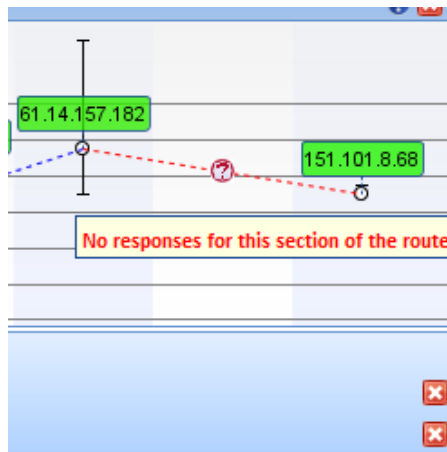 61.14.157.182
?
151.101.8.68
No responses for this section of the route